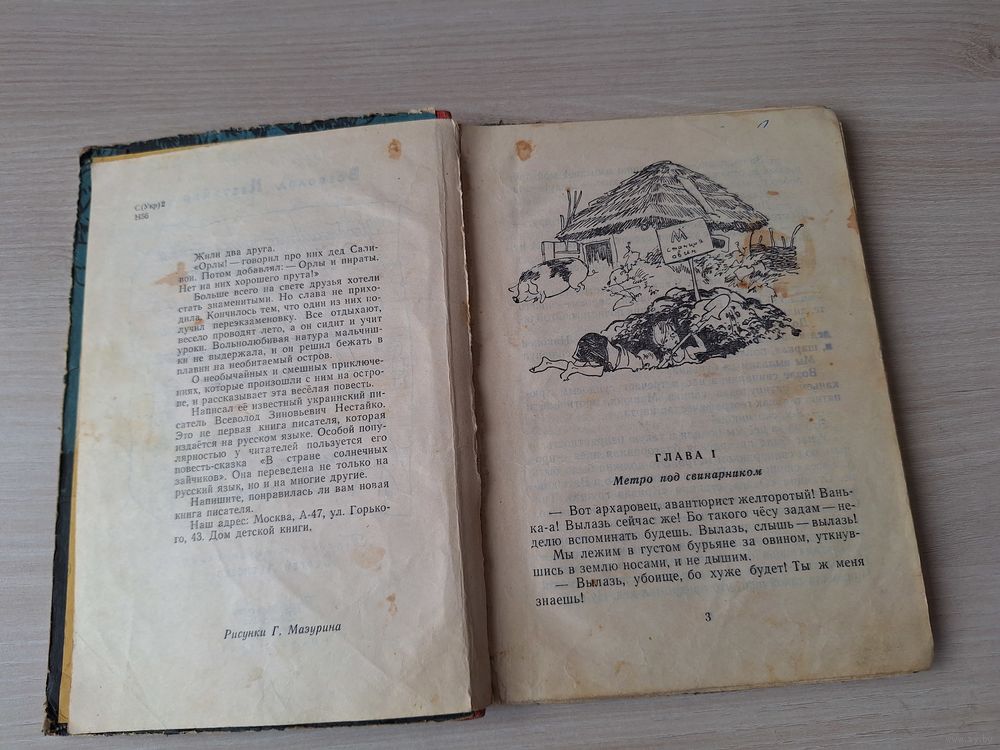 С(Укр)2
Н56
Жили два друга.
«Орлы! — говорил про них дед Сали-
вон. Потом добавлял: — Орлы и пираты.
Нет на них хорошего прута!»
Больше всего на свете друзья хотели
стать знаменитыми. Но слава не прихо-
дила. Кончилось тем, что один из них по-
лучил переэкзаменовку. Все отдыхают,
весело проводят лето, а он сидит и учит
уроки. Вольнолюбивая натура мальчиш-
ки не выдержала, и он решил бежать в
плавни на необитаемый остров.
О необычайных и смешных приключе-
ниях, которые произошли с ним на остро-
ве, и рассказывает эта весёлая повесть.
Написал её известный украинский пи-
сатель Всеволод Зиновьевич Нестайко.
Это не первая книга писателя, которая
издаётся на русском языке. Особой попу-
лярностью у читателей пользуется его
повесть-сказка «В стране солнечных
зайчиков». Она переведена не только на
русский язык, но и на многие другие.
Напишите, понравилась ли вам новая
книга писателя.
Наш адрес: Москва, А-47, ул. Горько-
го, 43. Дом детской книги.
Рисунки Г. Мазурина
М
станция
овин
ГЛАВА I
Метро под свинарником
— Вот архаровец, авантюрист желторотый! Вань-
ка-а! Вылазь сейчас же! Бо такого чёсу задам — не-
делю вспоминать будешь. Вылазь, слышь — вылазь!
Мы лежим в густом бурьяне за овином, уткнув-
шись в землю носами, и не дышим.
— Вылазь, убоище, бо хуже будет! Ты ж меня
знаешь!
3